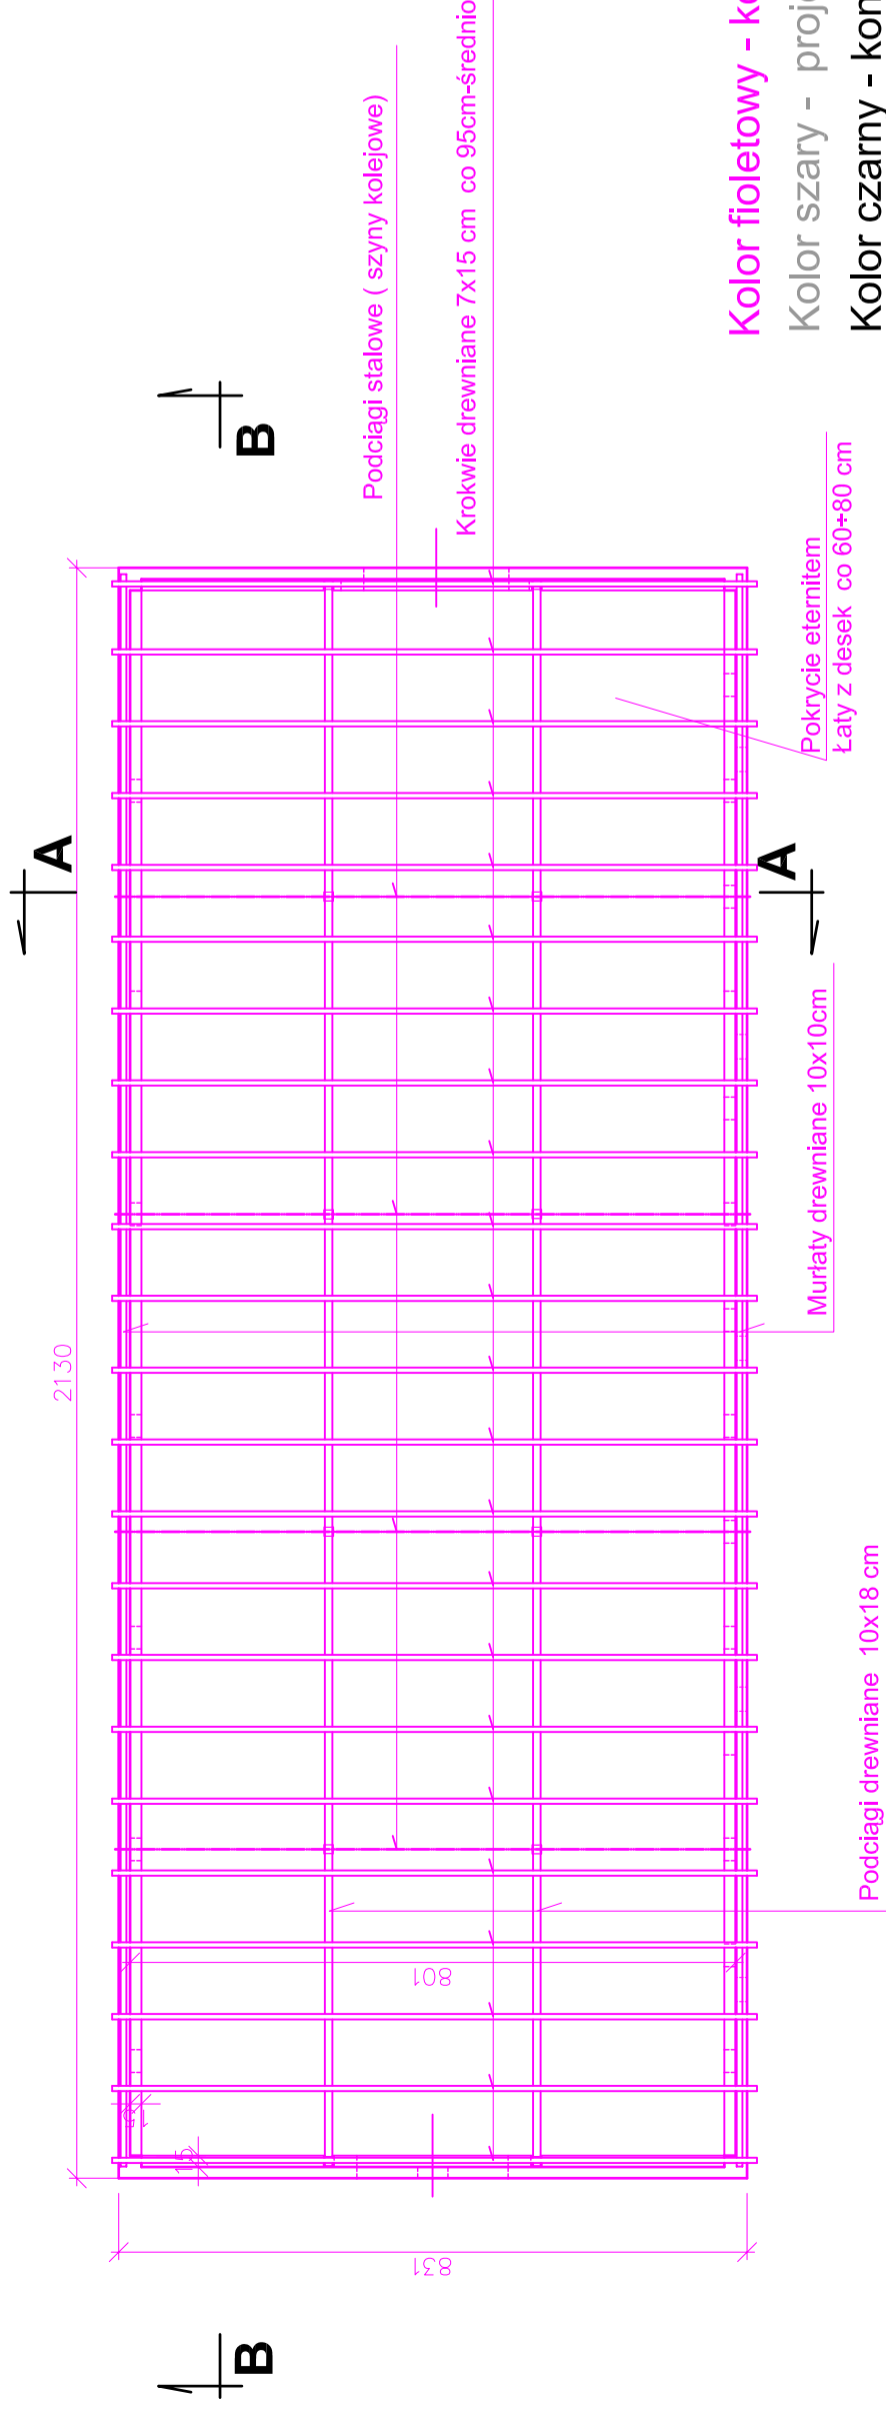 A
B
2130
Podciągi stalowe ( szyny kolejowe)
Krokwie drewniane 7x15 cm co 95cm-średnio
B
831
15
15
801
B
A
Pokrycie eternitem
Łaty z desek co 60÷80 cm
Murłaty drewniane 10x10cm
Podciągi drewniane 10x18 cm
Kolor fioletowy - ko
Kolor szary - proje
Kolor czarny - kon